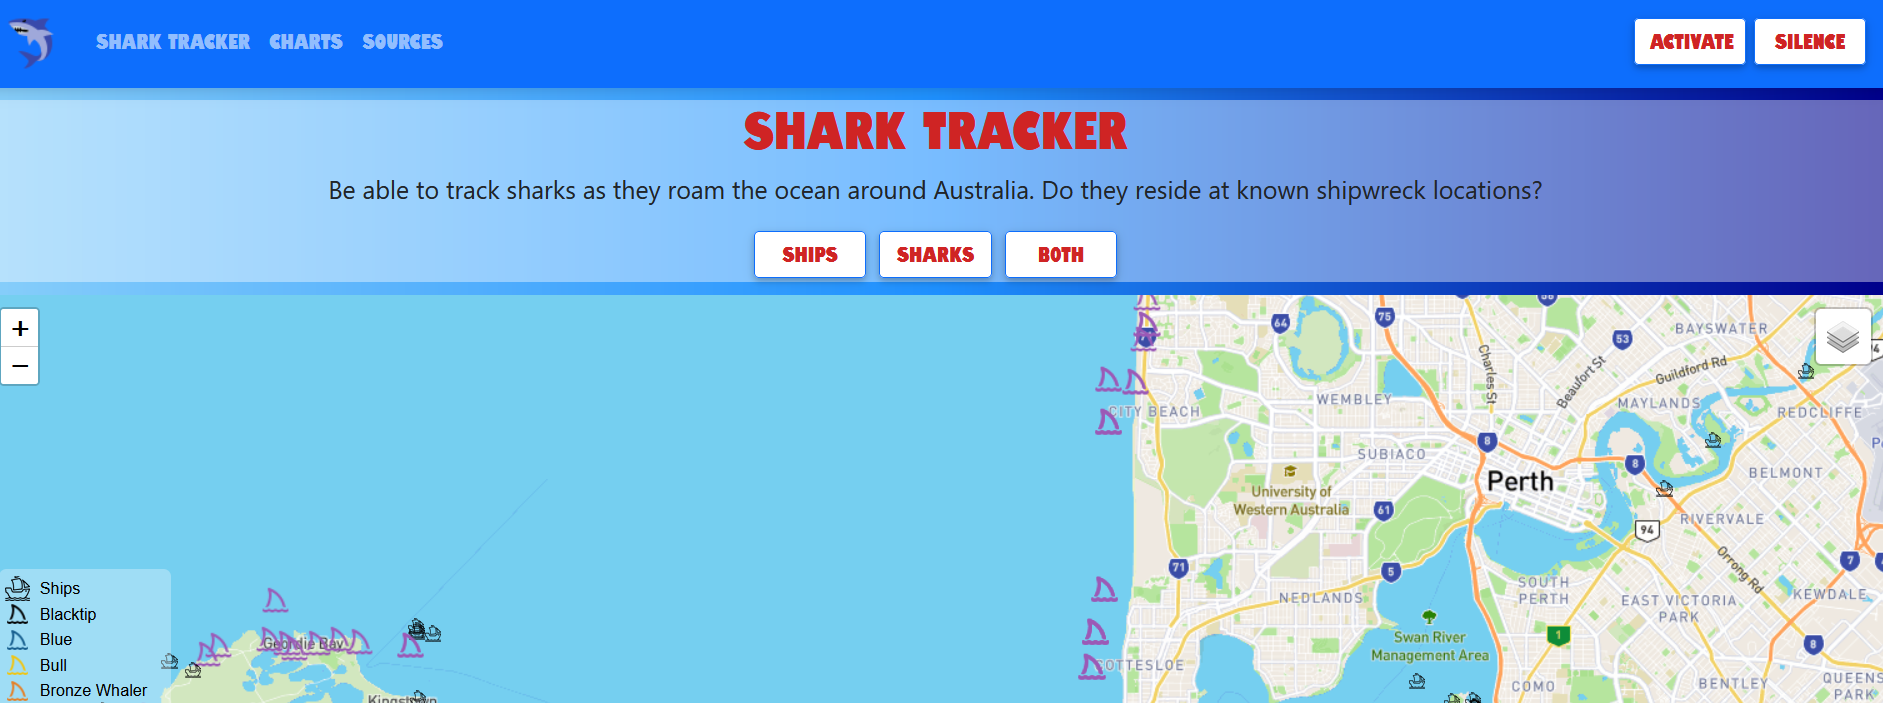 SHARK TRACKER CHARTS SOURCES
ACTIVATE SILENCE
SHARK TRACKER
Be able to track sharks as they roam the ocean around Australia. Do they reside at known shipwreck locations?
SHIPS SHARKS BOTH
+
−
64
75
58
53
BAYSWATER
Charles St
Beaufort St
Guildford Rd
WEMBLEY
MAYLANDS
REDCLIFFE
CITY BEACH
8
SUBIACO
8
BELMONT
Perth
University of
Western Australia
61
94
RIVERVALE
71
5
7
Orrong Rd
SOUTH
PERTH
EAST VICTORIA
PARK
KEWDALE
NEDLANDS
Swan River
Management Area
1
8
COTTESLOE
COMO
BENTLEY
QUEENS
PARK
Geordie Bay
Kingstown
Ships
Blacktip
Blue
Bull
Bronze Whaler